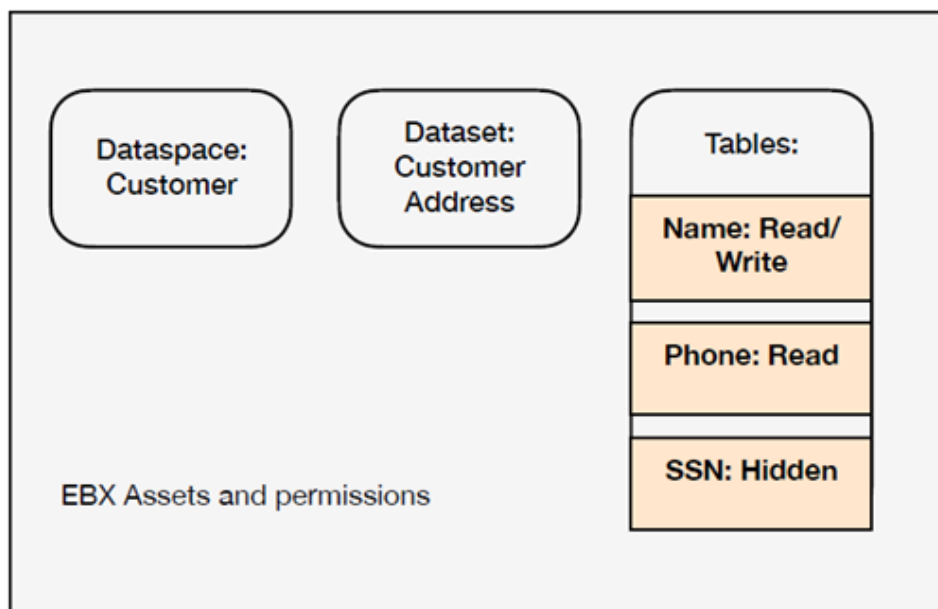 Dataspace:
Customer
Dataset:
Customer
Address
Tables:
Name: Read/
Write
Phone: Read
SSN: Hidden
EBX Assets and permissions